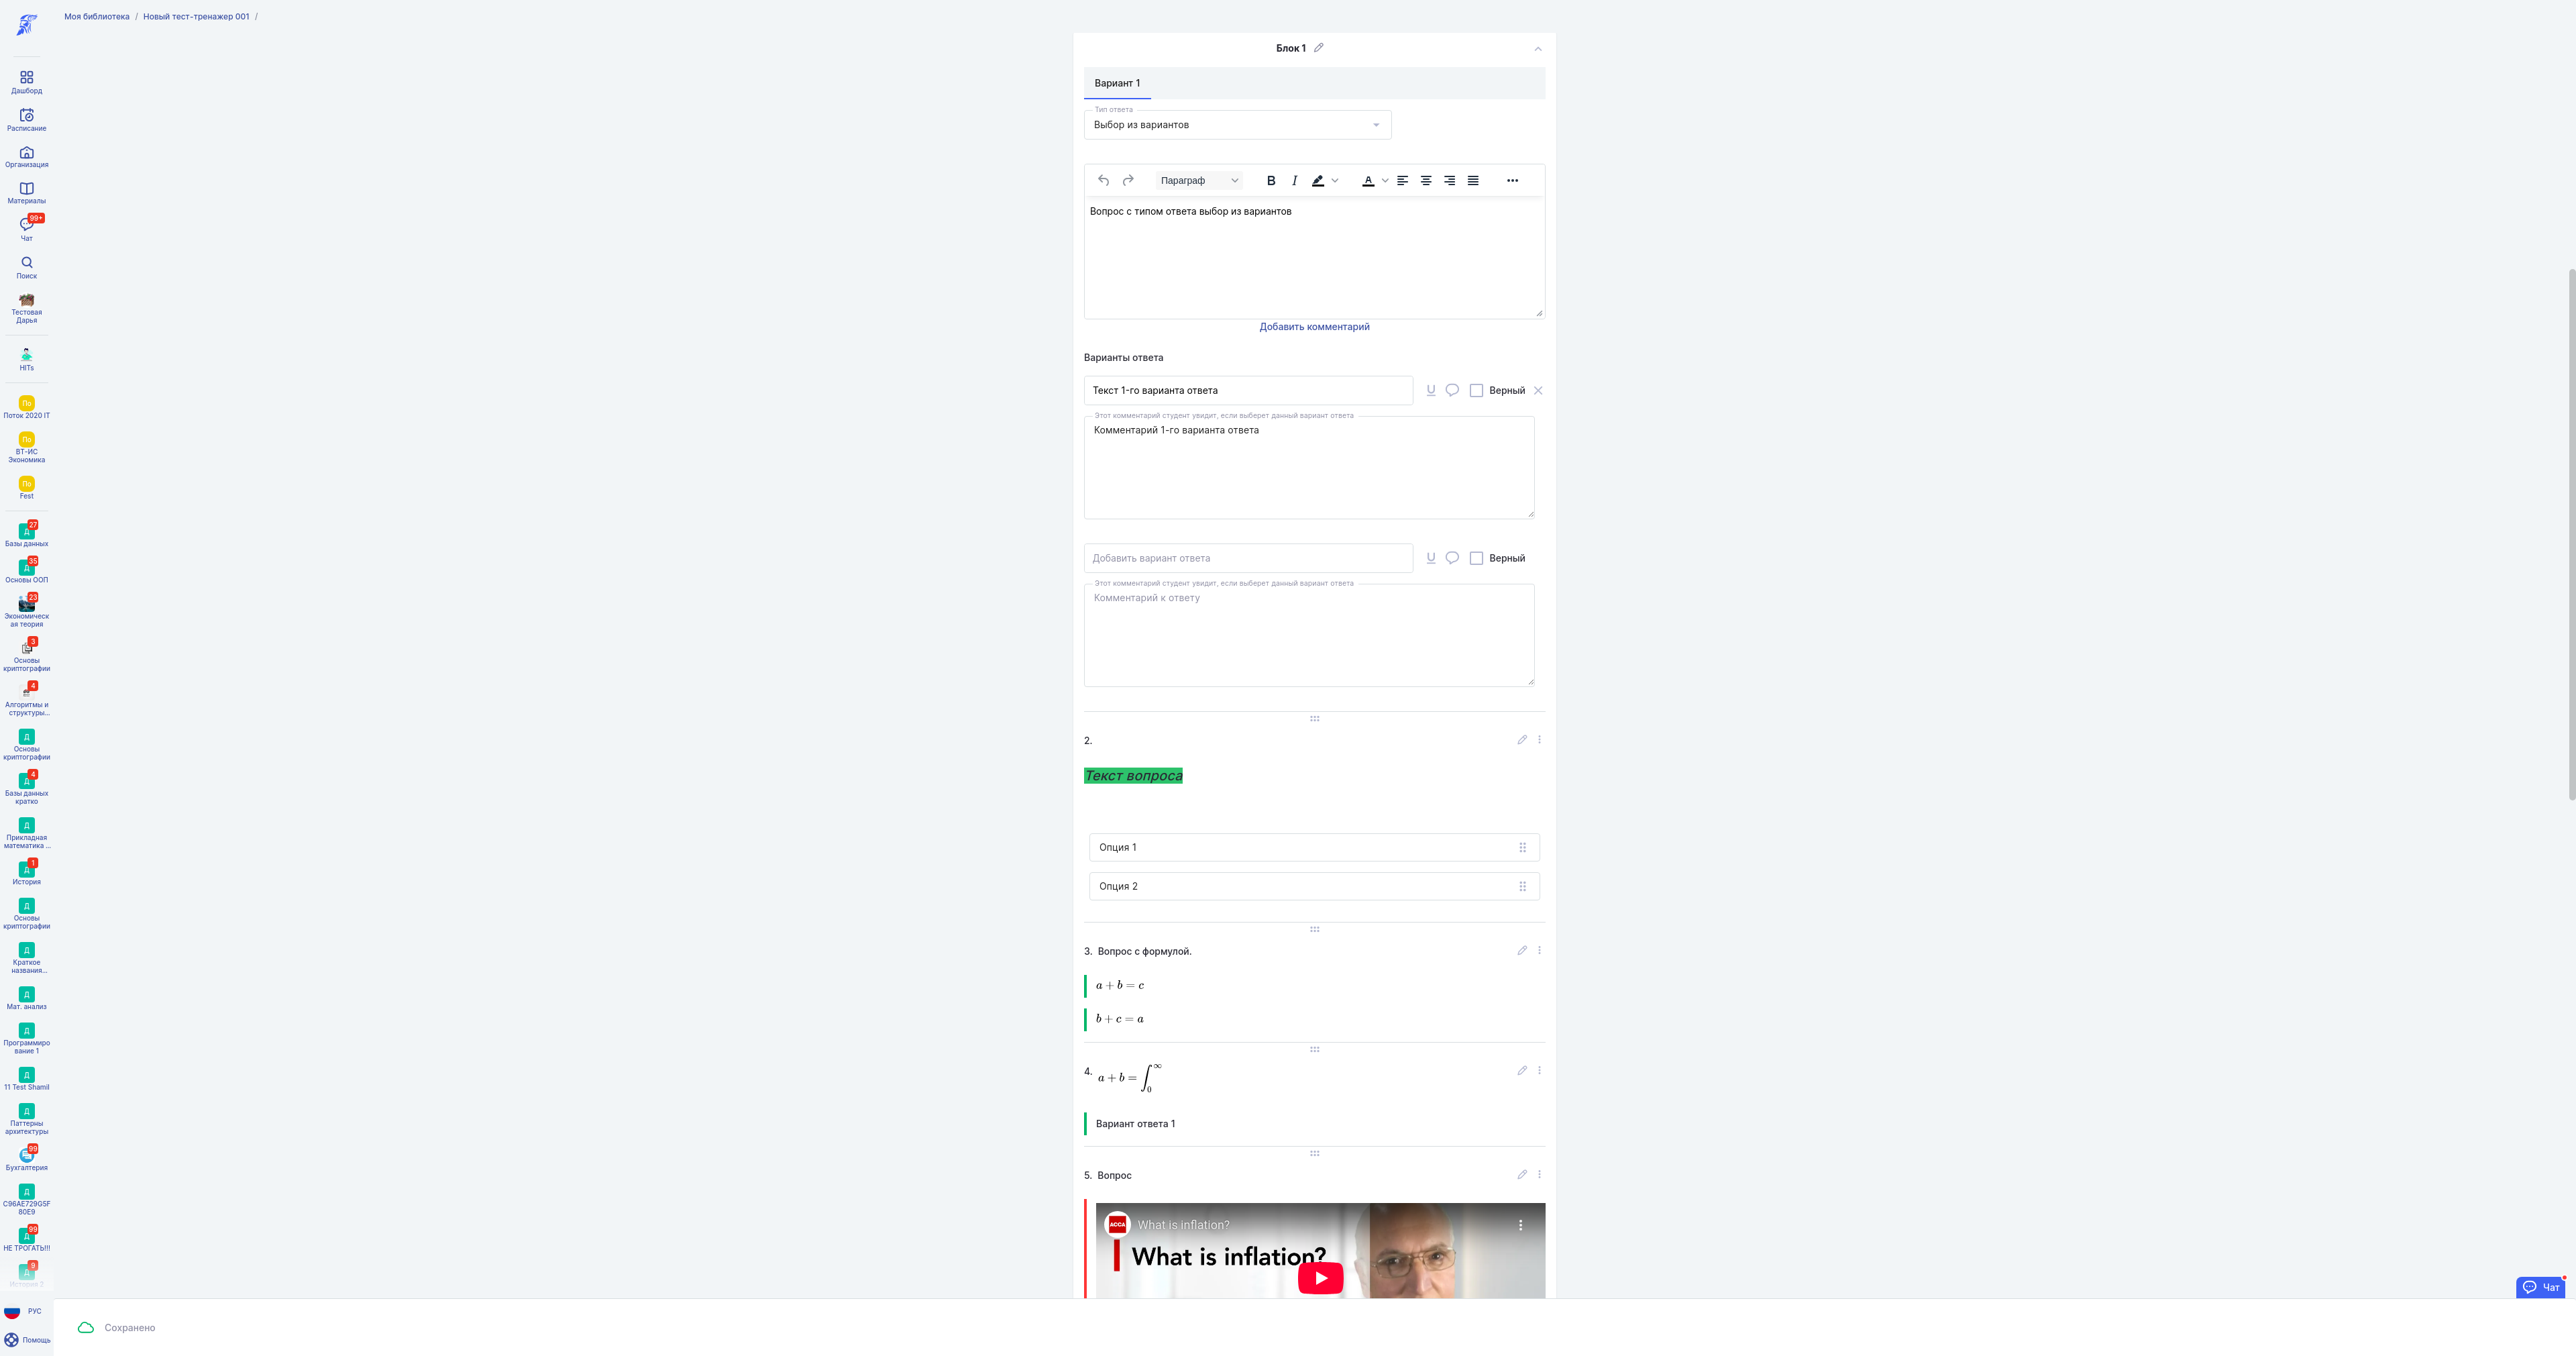 Моя библиотека / Новый тест-тренажер 001 /
Дашборд
Расписание
Организация
Материалы
99+
Чат
Поиск
Тестовая
Дарья
HITs
По
Поток 2020 IT
По
ВТ-ИС
Экономика
По
Fest
27
Д
Базы данных
35
Д
Основы ООП
23
Экономическ
ая теория
3
Основы
криптографии
4
Алгоритмы и
структуры...
Д
Основы
криптографии
4
Д
Базы данных
кратко
Д
Прикладная
математика ...
1
Д
История
Д
Основы
криптографии
Д
Краткое
названия...
Д
Мат. анализ
Д
Программиро
вание 1
Д
11 Test Shamil
Д
Паттерны
архитектуры
99
Бухгалтерия
Д
C96AE729G5F
80E9
99
Д
НЕ ТРОГАТЬ!!!
9
Д
История 2
РУС
Помощь
Блок 1
Вариант 1
Тип ответа
Выбор из вариантов
Параграф
B I A
Вопрос с типом ответа выбор из вариантов
Добавить комментарий
Варианты ответа
Текст 1-го варианта ответа U Верный
Этот комментарий студент увидит, если выберет данный вариант ответа
Комментарий 1-го варианта ответа
Добавить вариант ответа U Верный
Этот комментарий студент увидит, если выберет данный вариант ответа
Комментарий к ответу
2.
Текст вопроса
Опция 1
Опция 2
3. Вопрос с формулой.
a + b = c
b + c = a
4. a + b = ∫₀^∞
Вариант ответа 1
5. Вопрос
ACCA What is inflation?
What is inflation?
Чат
Сохранено